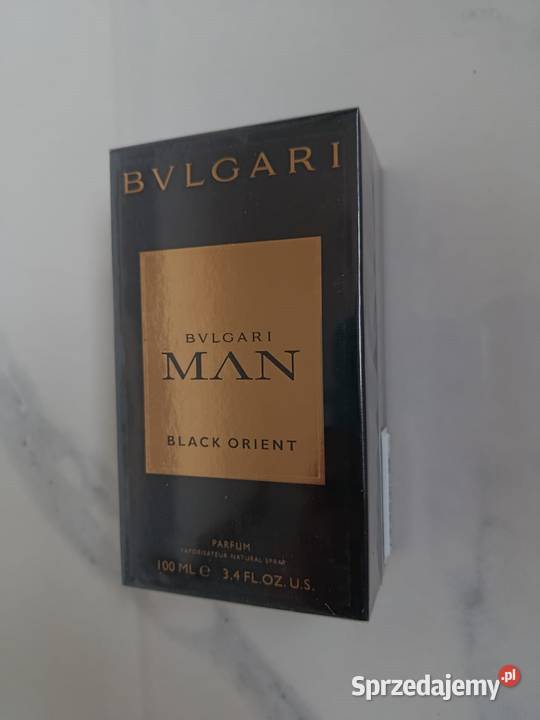 BVLGARI
BVLGARI
MAN
BLACK ORIENT
PARFUM
VAPORISATEUR NATURAL SPRAY
100 ML e 3.4 FL.OZ. U.S.
Sprzedajemy.pl